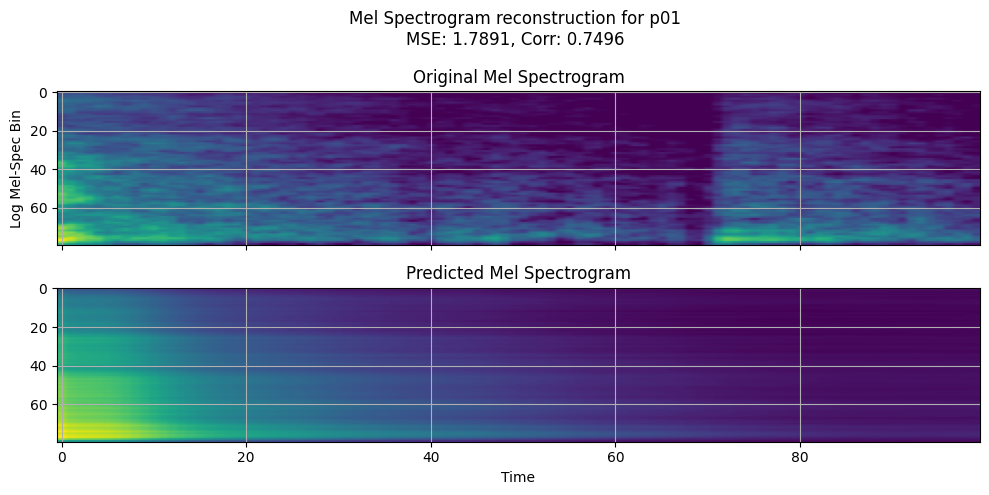 Mel Spectrogram reconstruction for p01
MSE: 1.7891, Corr: 0.7496
Original Mel Spectrogram
Log Mel-Spec Bin
0
20
40
60
Predicted Mel Spectrogram
0
20
40
60
0 20 40 60 80
Time